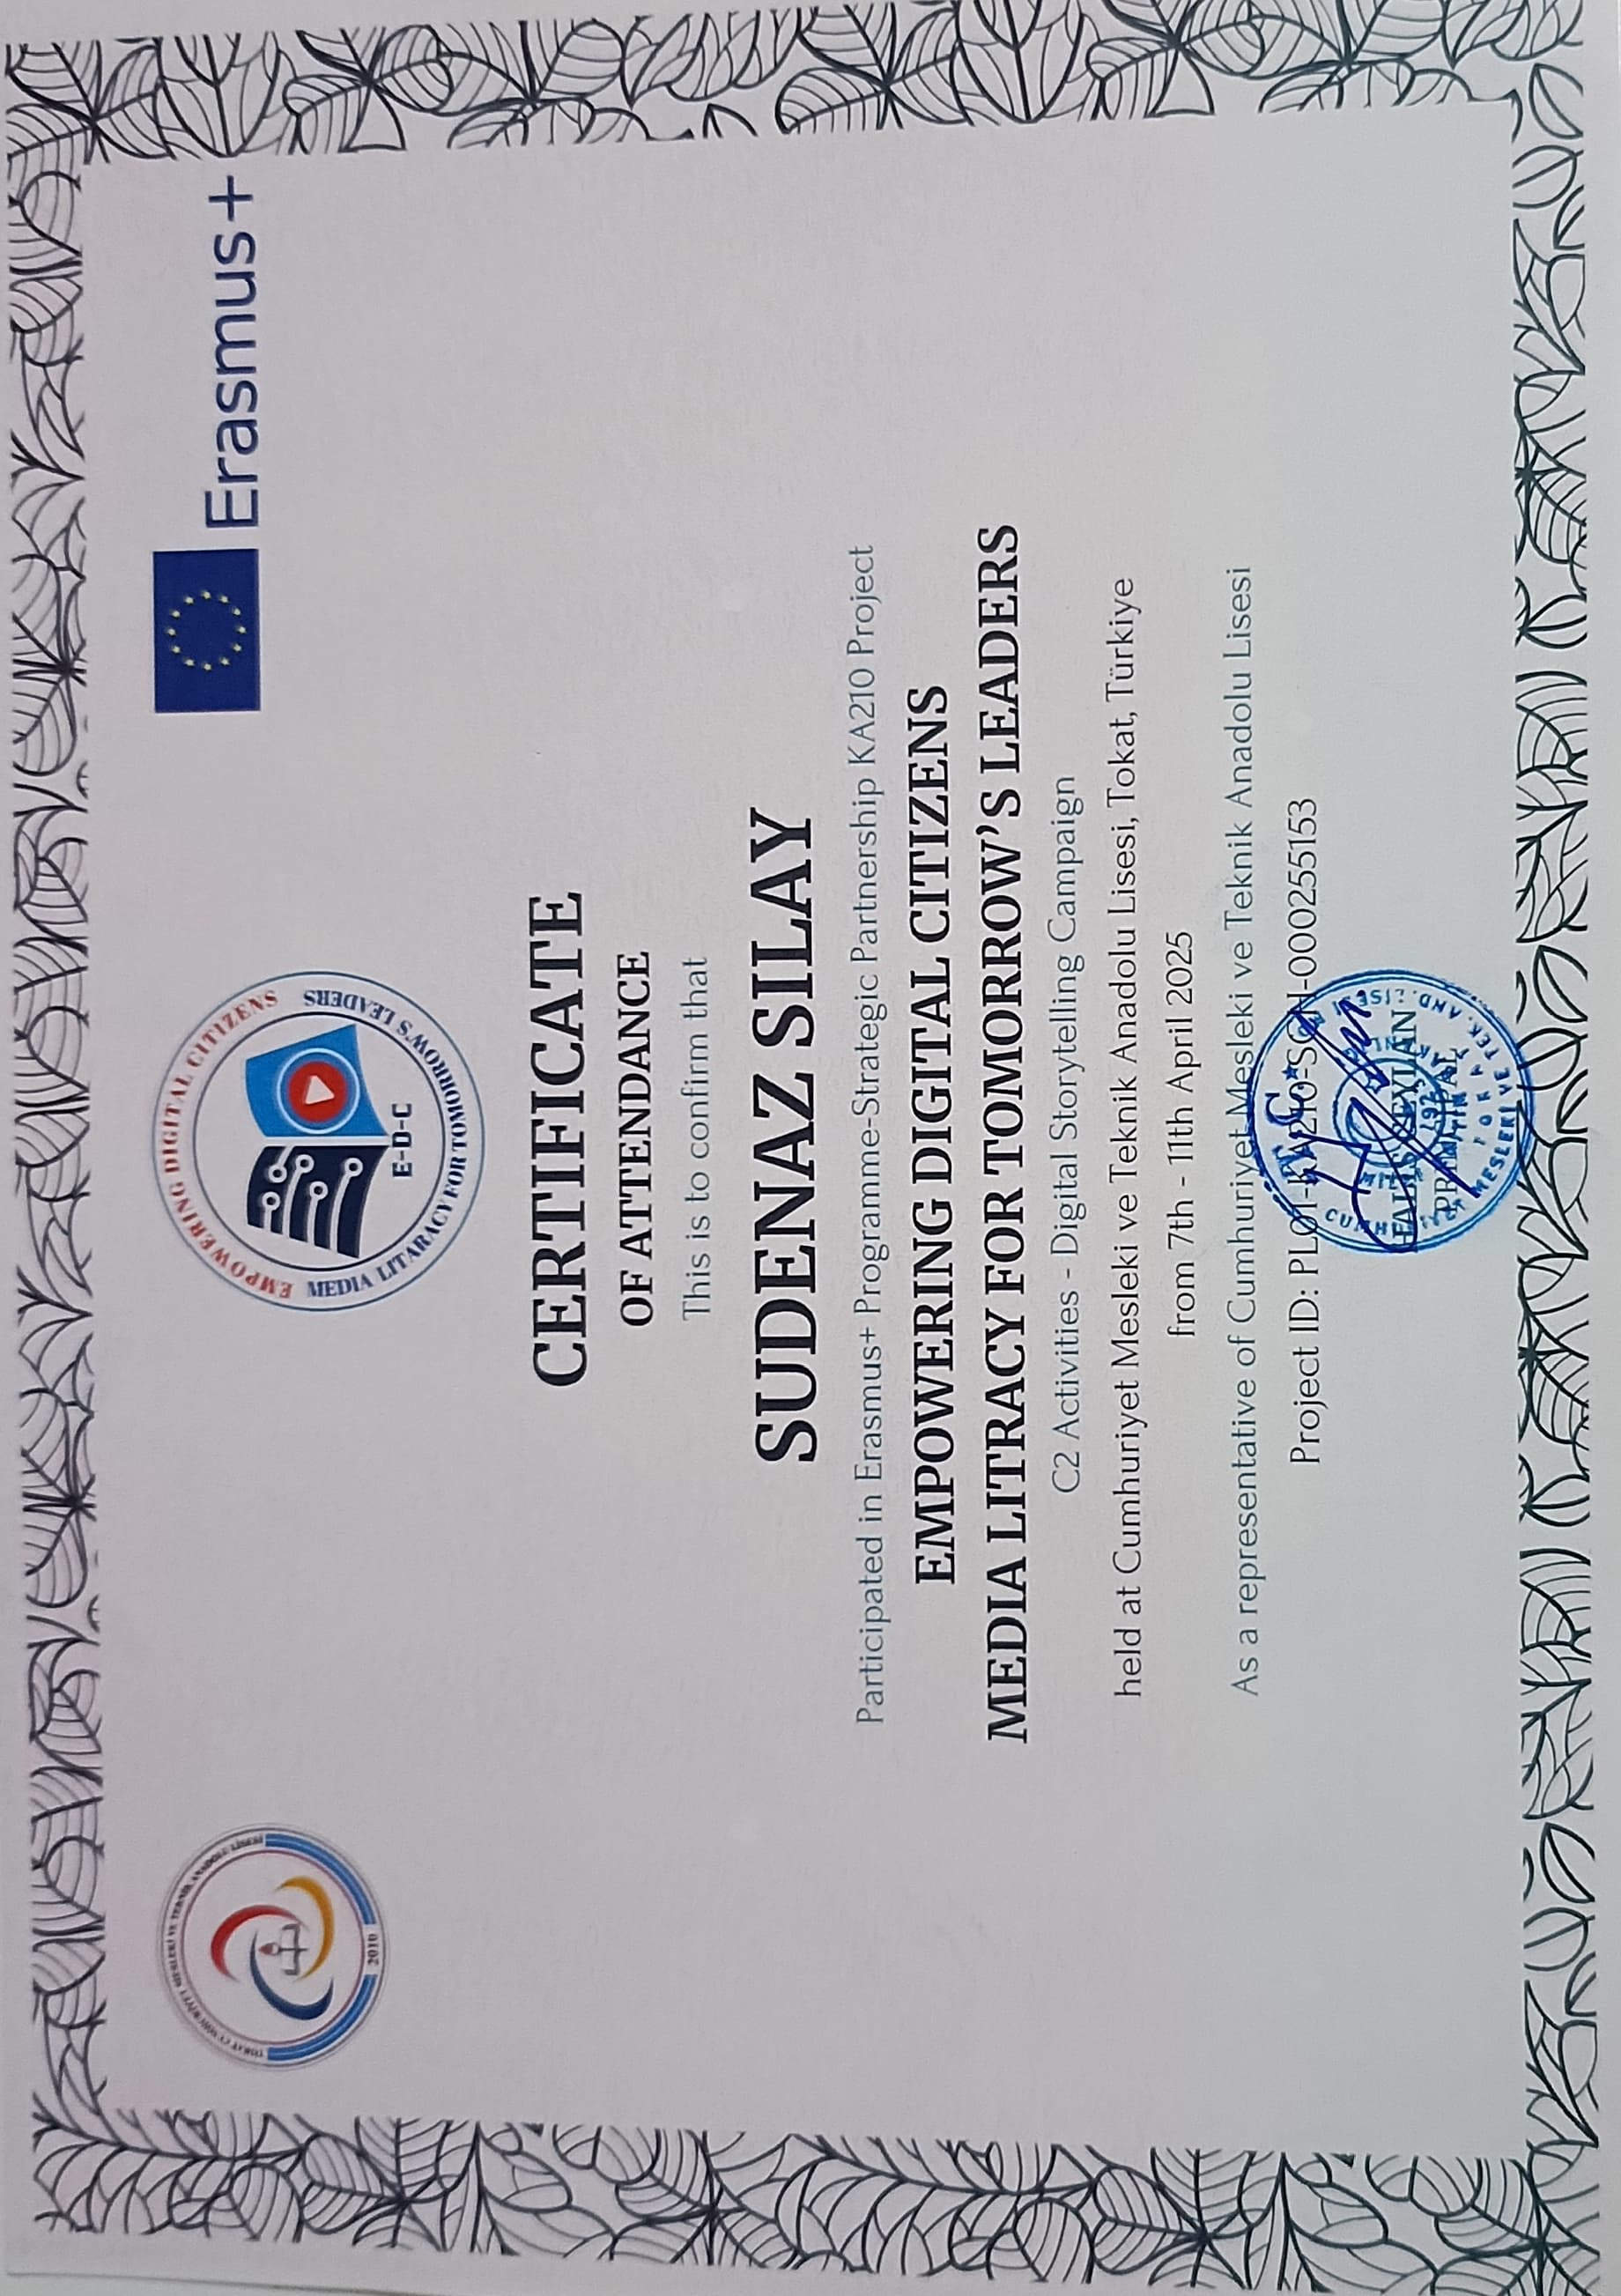 Erasmus+
EMPOWERING DIGITAL CITIZENS
MEDIA LITARACY FOR TOMORROW'S LEADERS
E-D-C
2010
CERTIFICATE
OF ATTENDANCE
This is to confirm that
SUDENAZ SILAY
Participated in Erasmus+ Programme-Strategic Partnership KA210 Project
EMPOWERING DIGITAL CITIZENS
MEDIA LITRACY FOR TOMORROW'S LEADERS
C2 Activities - Digital Storytelling Campaign
held at Cumhuriyet Mesleki ve Teknik Anadolu Lisesi, Tokat, Türkiye
from 7th - 11th April 2025
As a representative of Cumhuriyet Mesleki ve Teknik Anadolu Lisesi
Project ID: -000255153
T.C.
TOKAT